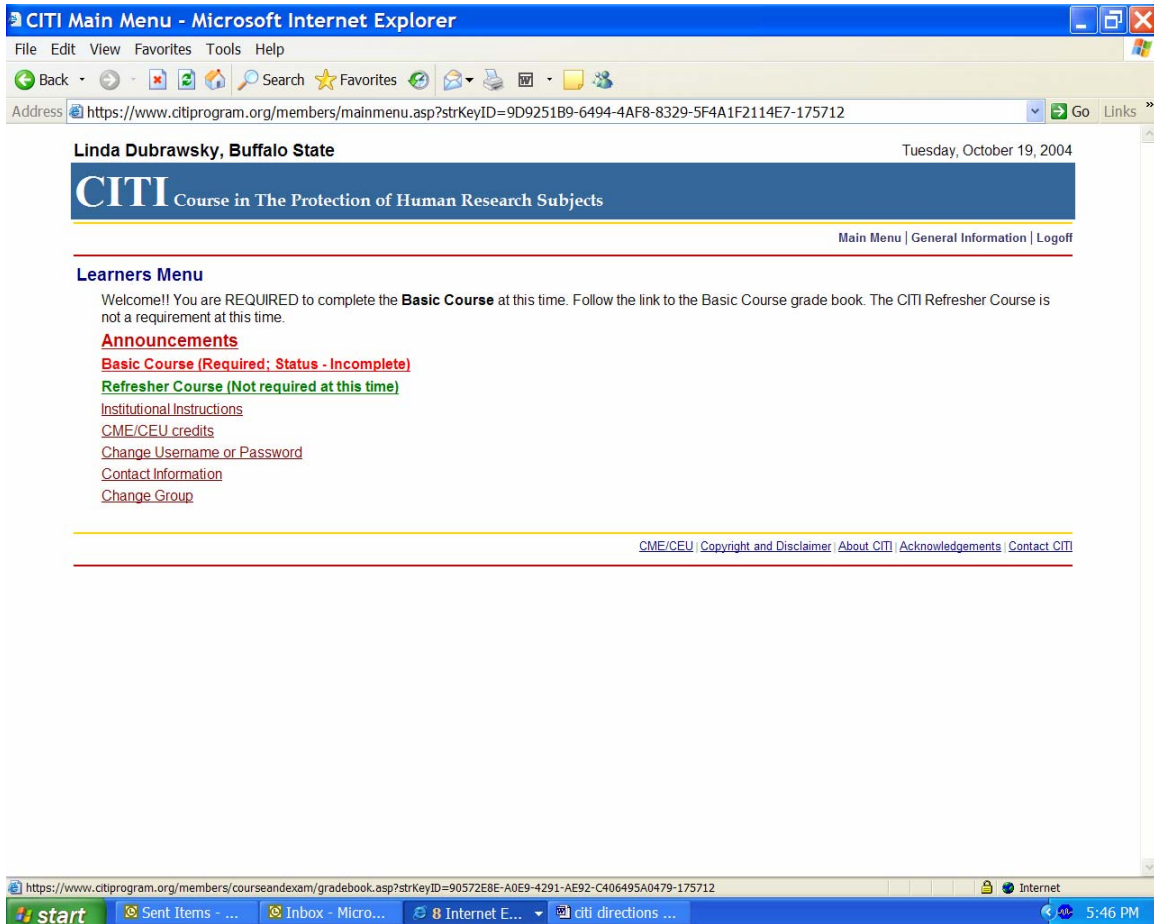 CITI Main Menu - Microsoft Internet Explorer
File Edit View Favorites Tools Help
Back Search Favorites
Address https://www.citiprogram.org/members/mainmenu.asp?strKeyID=9D9251B9-6494-4AF8-8329-5F4A1F2114E7-175712 Go Links »
Linda Dubrawsky, Buffalo State Tuesday, October 19, 2004
CITI Course in The Protection of Human Research Subjects
Main Menu | General Information | Logoff
Learners Menu
Welcome!! You are REQUIRED to complete the Basic Course at this time. Follow the link to the Basic Course grade book. The CITI Refresher Course is
not a requirement at this time.
Announcements
Basic Course (Required; Status - Incomplete)
Refresher Course (Not required at this time)
Institutional Instructions
CME/CEU credits
Change Username or Password
Contact Information
Change Group
CME/CEU | Copyright and Disclaimer | About CITI | Acknowledgements | Contact CITI
https://www.citiprogram.org/members/courseandexam/gradebook.asp?strKeyID=90572E8E-A0E9-4291-AE92-C406495A0479-175712 Internet
start Sent Items - ... Inbox - Micro... 8 Internet E... citi directions ... 5:46 PM